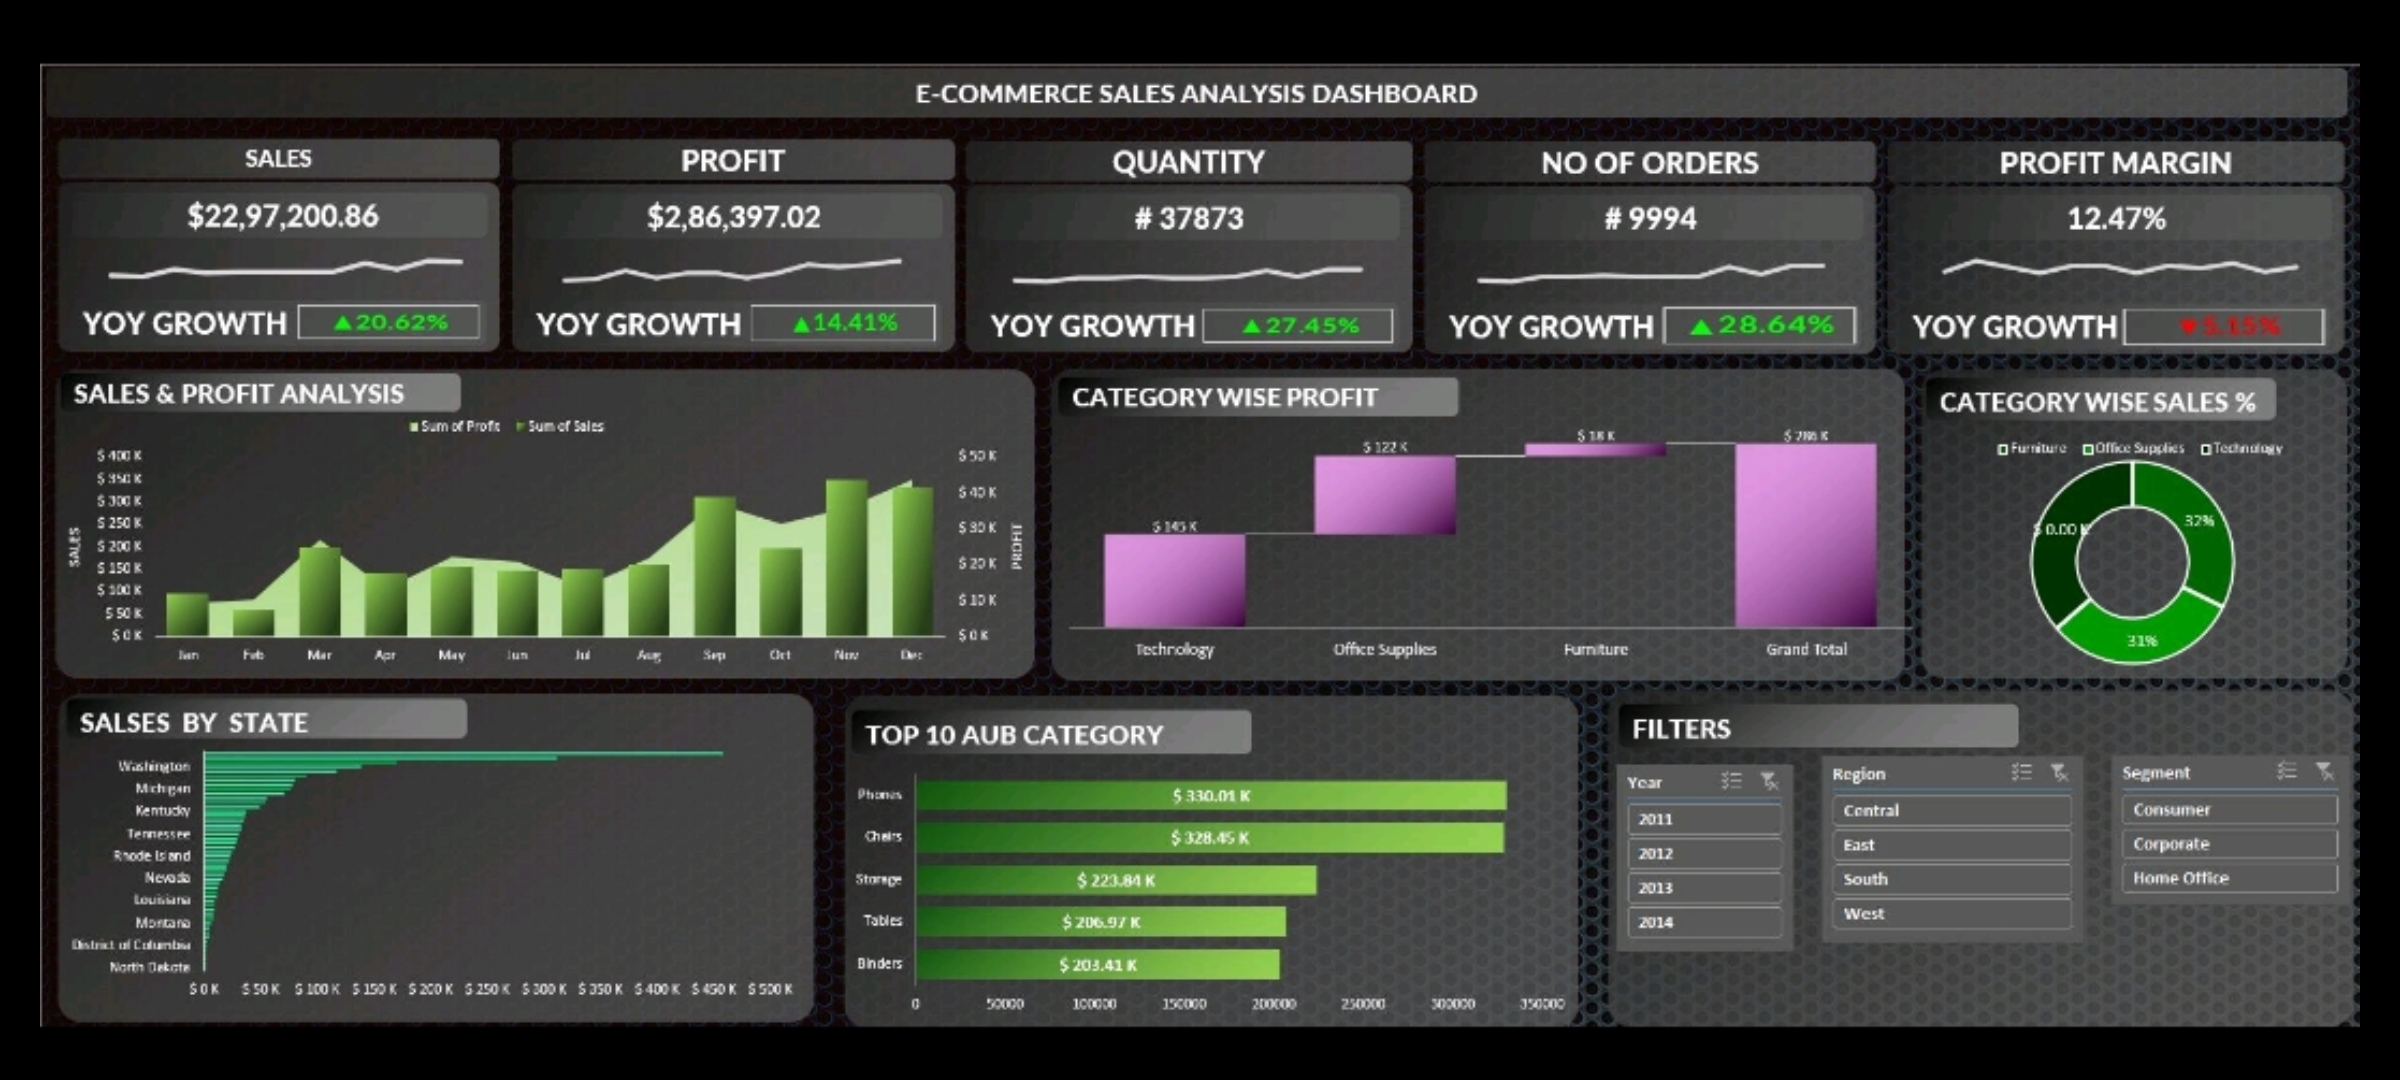 E-COMMERCE SALES ANALYSIS DASHBOARD
SALES
$22,97,200.86
YOY GROWTH ▲20.62%
PROFIT
$2,86,397.02
YOY GROWTH ▲14.41%
QUANTITY
# 37873
YOY GROWTH ▲27.45%
NO OF ORDERS
# 9994
YOY GROWTH ▲28.64%
PROFIT MARGIN
12.47%
YOY GROWTH ▼5.15%
SALES & PROFIT ANALYSIS
Sum of Profit Sum of Sales
$ 400 K
$ 350 K
$ 300 K
$ 250 K
$ 200 K
$ 150 K
$ 100 K
$ 50 K
$ 0 K
SALES
$ 50 K
$ 40 K
$ 30 K
$ 20 K
$ 10 K
$ 0 K
PROFIT
Jan Feb Mar Apr May Jun Jul Aug Sep Oct Nov Dec
CATEGORY WISE PROFIT
$ 145 K
$ 122 K
$ 18 K
$ 286 K
Technology Office Supplies Furniture Grand Total
CATEGORY WISE SALES %
Furniture Office Supplies Technology
$ 0.00 K
32%
31%
SALSES BY STATE
Washington
Michigan
Kentucky
Tennessee
Rhode Island
Nevada
Louisiana
Montana
District of Columbia
North Dakota
$ 0 K $ 50 K $ 100 K $ 150 K $ 200 K $ 250 K $ 300 K $ 350 K $ 400 K $ 450 K $ 500 K
TOP 10 AUB CATEGORY
Phones $ 330.01 K
Chairs $ 328.45 K
Storage $ 223.84 K
Tables $ 206.97 K
Binders $ 203.41 K
0 50000 100000 150000 200000 250000 300000 350000
FILTERS
Year
2011
2012
2013
2014
Region
Central
East
South
West
Segment
Consumer
Corporate
Home Office